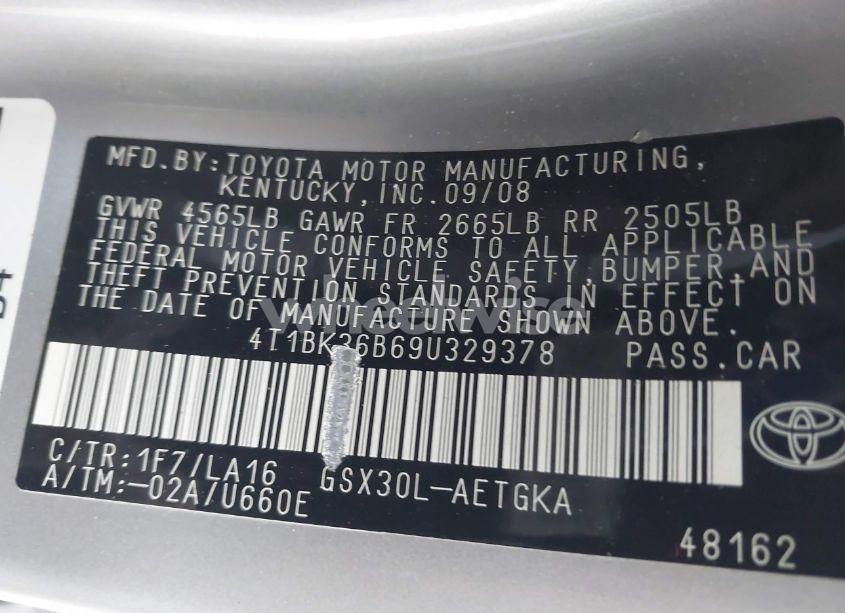 MFD.BY:TOYOTA MOTOR MANUFACTURING,
KENTUCKY,INC.09/08
GVWR 4565LB GAWR FR 2665LB RR 2505LB
THIS VEHICLE CONFORMS TO ALL APPLICABLE
FEDERAL MOTOR VEHICLE SAFETY,BUMPER,AND
THEFT PREVENTION STANDARDS IN EFFECT ON
THE DATE OF MANUFACTURE SHOWN ABOVE.
4T1BK36B69U329378 PASS.CAR
C/TR:1F7/LA16 GSX30L-AETGKA
A/TM:-02A/U660E
48162